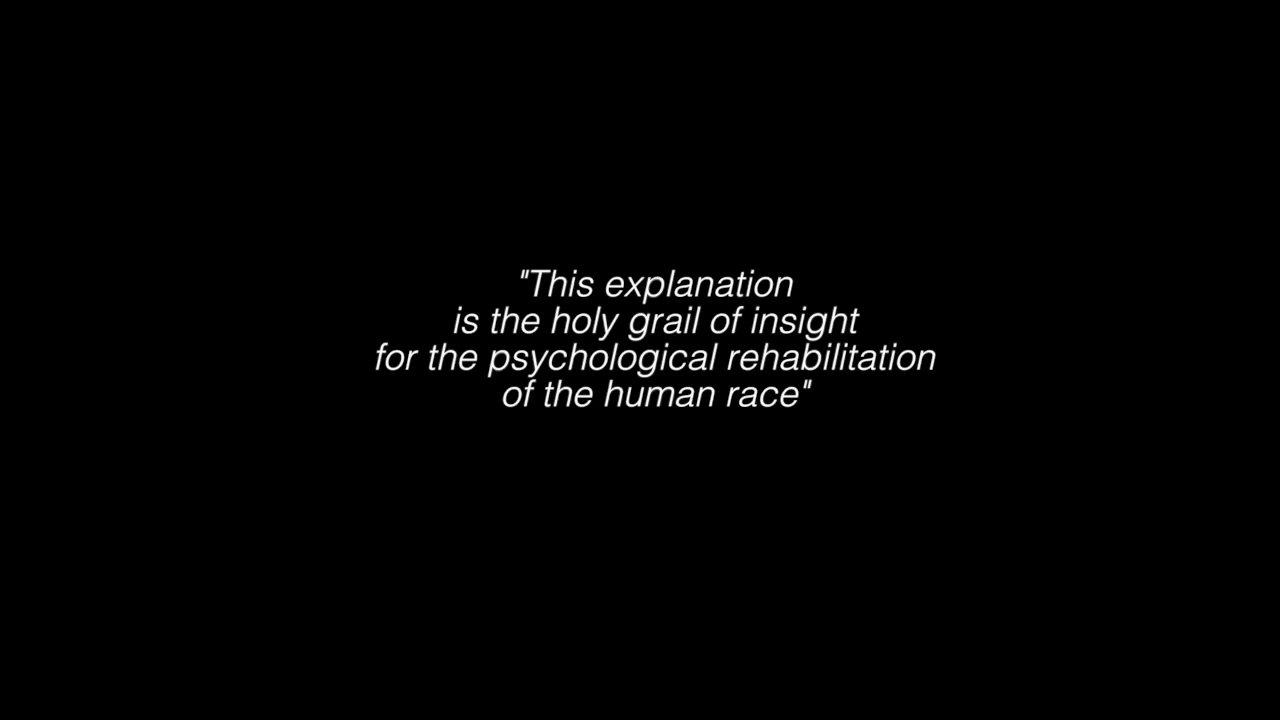 "This explanation
is the holy grail of insight
for the psychological rehabilitation
of the human race"